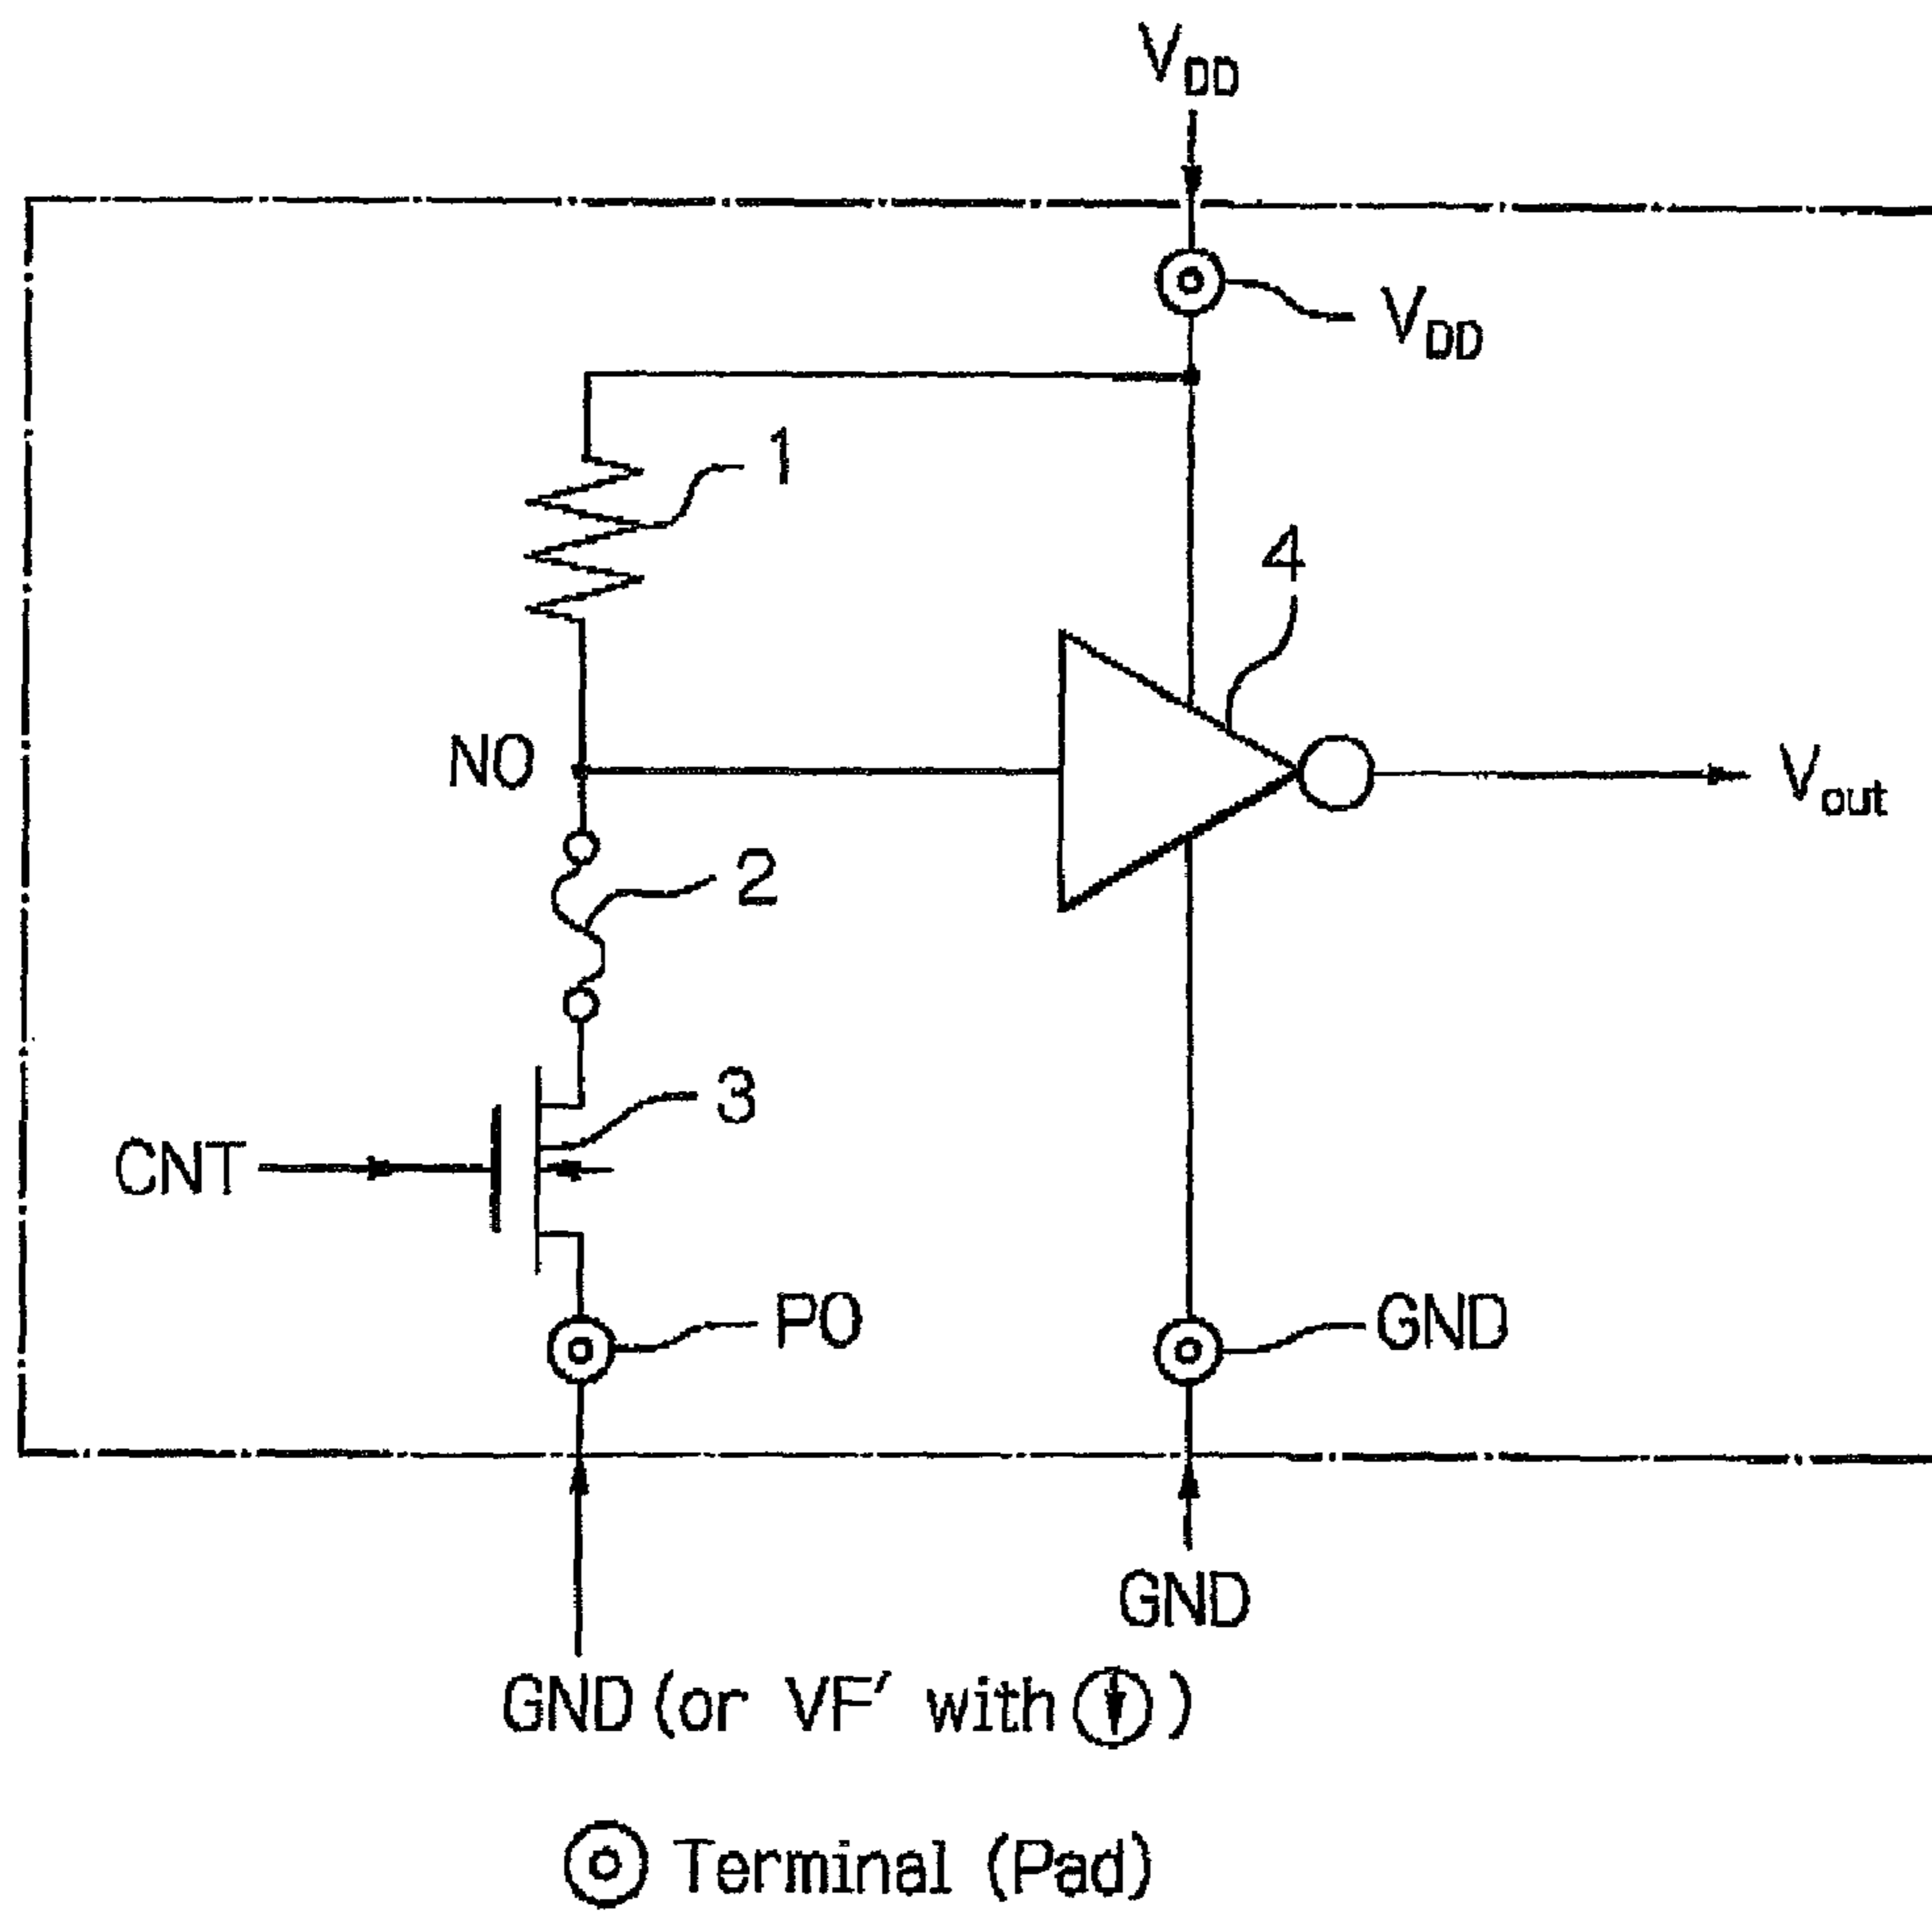 VDD
VDD
1
4
NO
Vout
2
3
CNT
PO
GND
GND
GND (or VF' with )
Terminal (Pad)